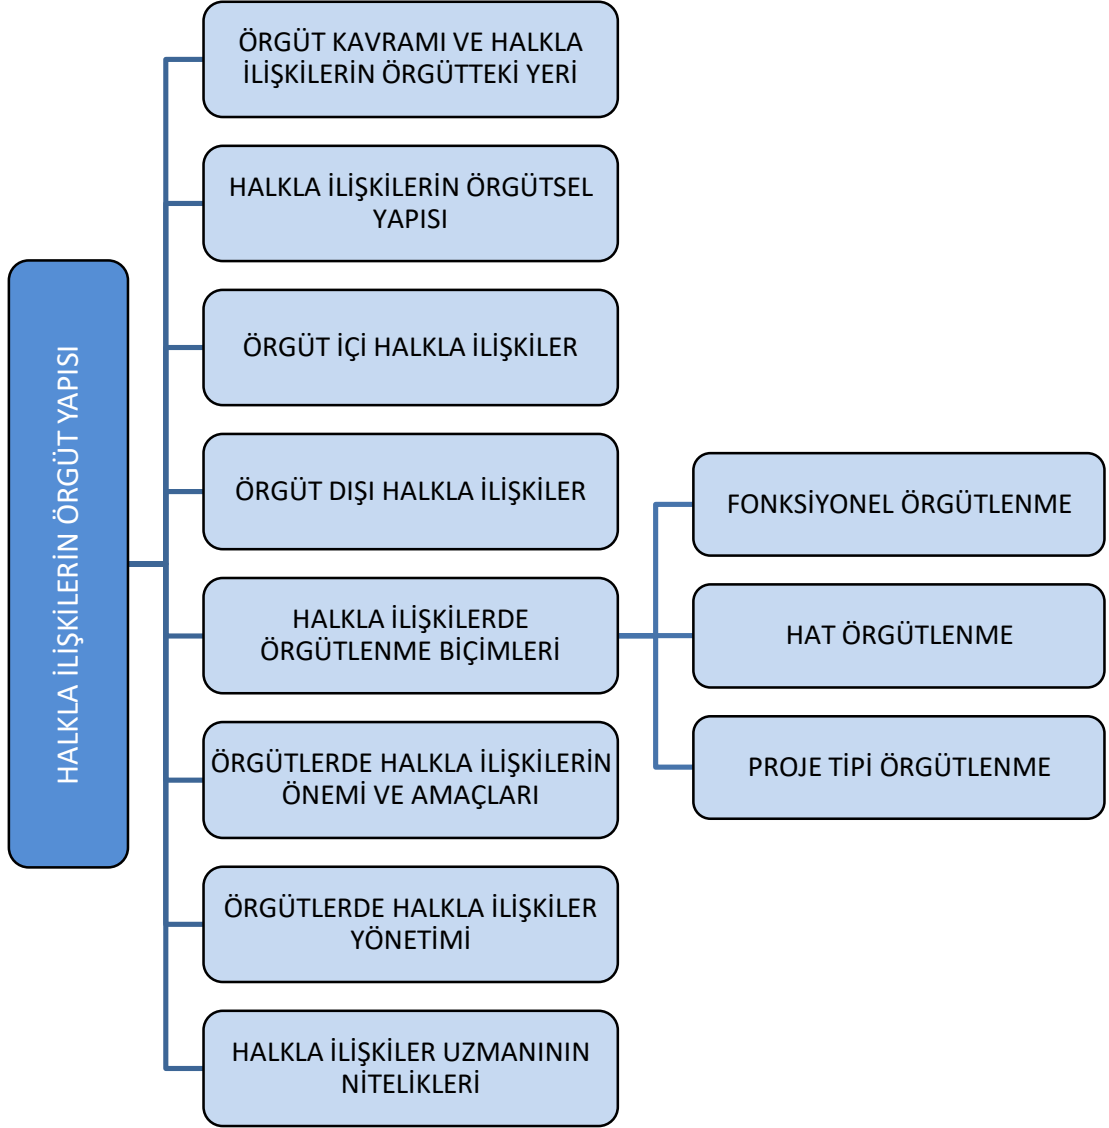 HALKLA İLİŞKİLERİN ÖRGÜT YAPISI
ÖRGÜT KAVRAMI VE HALKLA
İLİŞKİLERİN ÖRGÜTTEKİ YERİ
HALKLA İLİŞKİLERİN ÖRGÜTSEL
YAPISI
ÖRGÜT İÇİ HALKLA İLİŞKİLER
ÖRGÜT DIŞI HALKLA İLİŞKİLER
HALKLA İLİŞKİLERDE
ÖRGÜTLENME BİÇİMLERİ
FONKSİYONEL ÖRGÜTLENME
HAT ÖRGÜTLENME
PROJE TİPİ ÖRGÜTLENME
ÖRGÜTLERDE HALKLA İLİŞKİLERİN
ÖNEMİ VE AMAÇLARI
ÖRGÜTLERDE HALKLA İLİŞKİLER
YÖNETİMİ
HALKLA İLİŞKİLER UZMANININ
NİTELİKLERİ